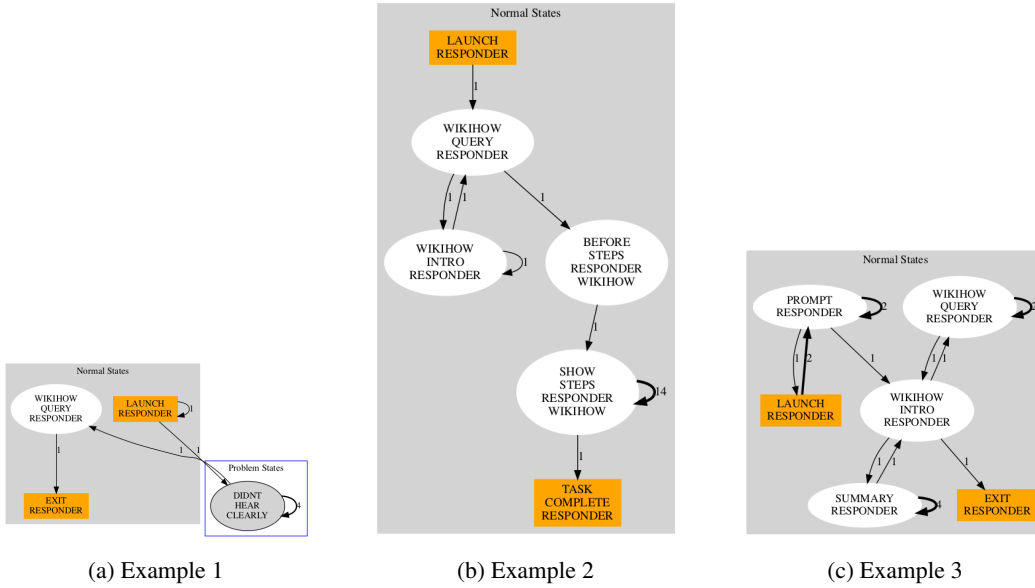 Normal States
WIKIHOW
QUERY
RESPONDER
LAUNCH
RESPONDER
1
1
1
1
Problem States
EXIT
RESPONDER
DIDNT
HEAR
CLEARLY
4
(a) Example 1
Normal States
LAUNCH
RESPONDER
1
WIKIHOW
QUERY
RESPONDER
1
1
1
WIKIHOW
INTRO
RESPONDER
1
BEFORE
STEPS
RESPONDER
WIKIHOW
1
SHOW
STEPS
RESPONDER
WIKIHOW
14
1
TASK
COMPLETE
RESPONDER
(b) Example 2
Normal States
PROMPT
RESPONDER
2
WIKIHOW
QUERY
RESPONDER
1
2
1
1
1
LAUNCH
RESPONDER
WIKIHOW
INTRO
RESPONDER
1
1
1
SUMMARY
RESPONDER
4
EXIT
RESPONDER
(c) Example 3